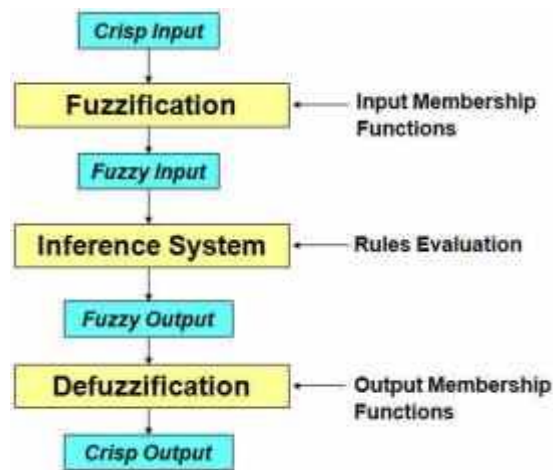 Crisp Input
Fuzzification
Input Membership
Functions
Fuzzy Input
Inference System
Rules Evaluation
Fuzzy Output
Defuzzification
Output Membership
Functions
Crisp Output